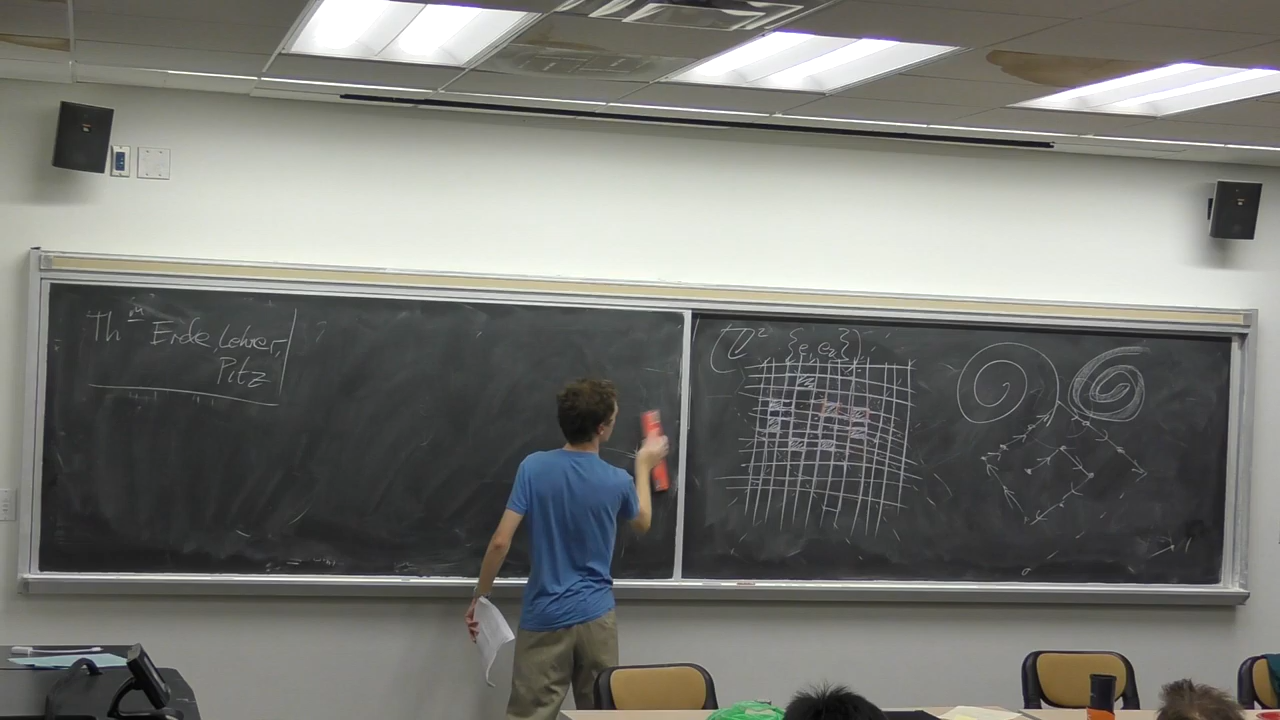 Thm Erde, Lehner,
Pitz
(ℤ² {e₁ e₂})